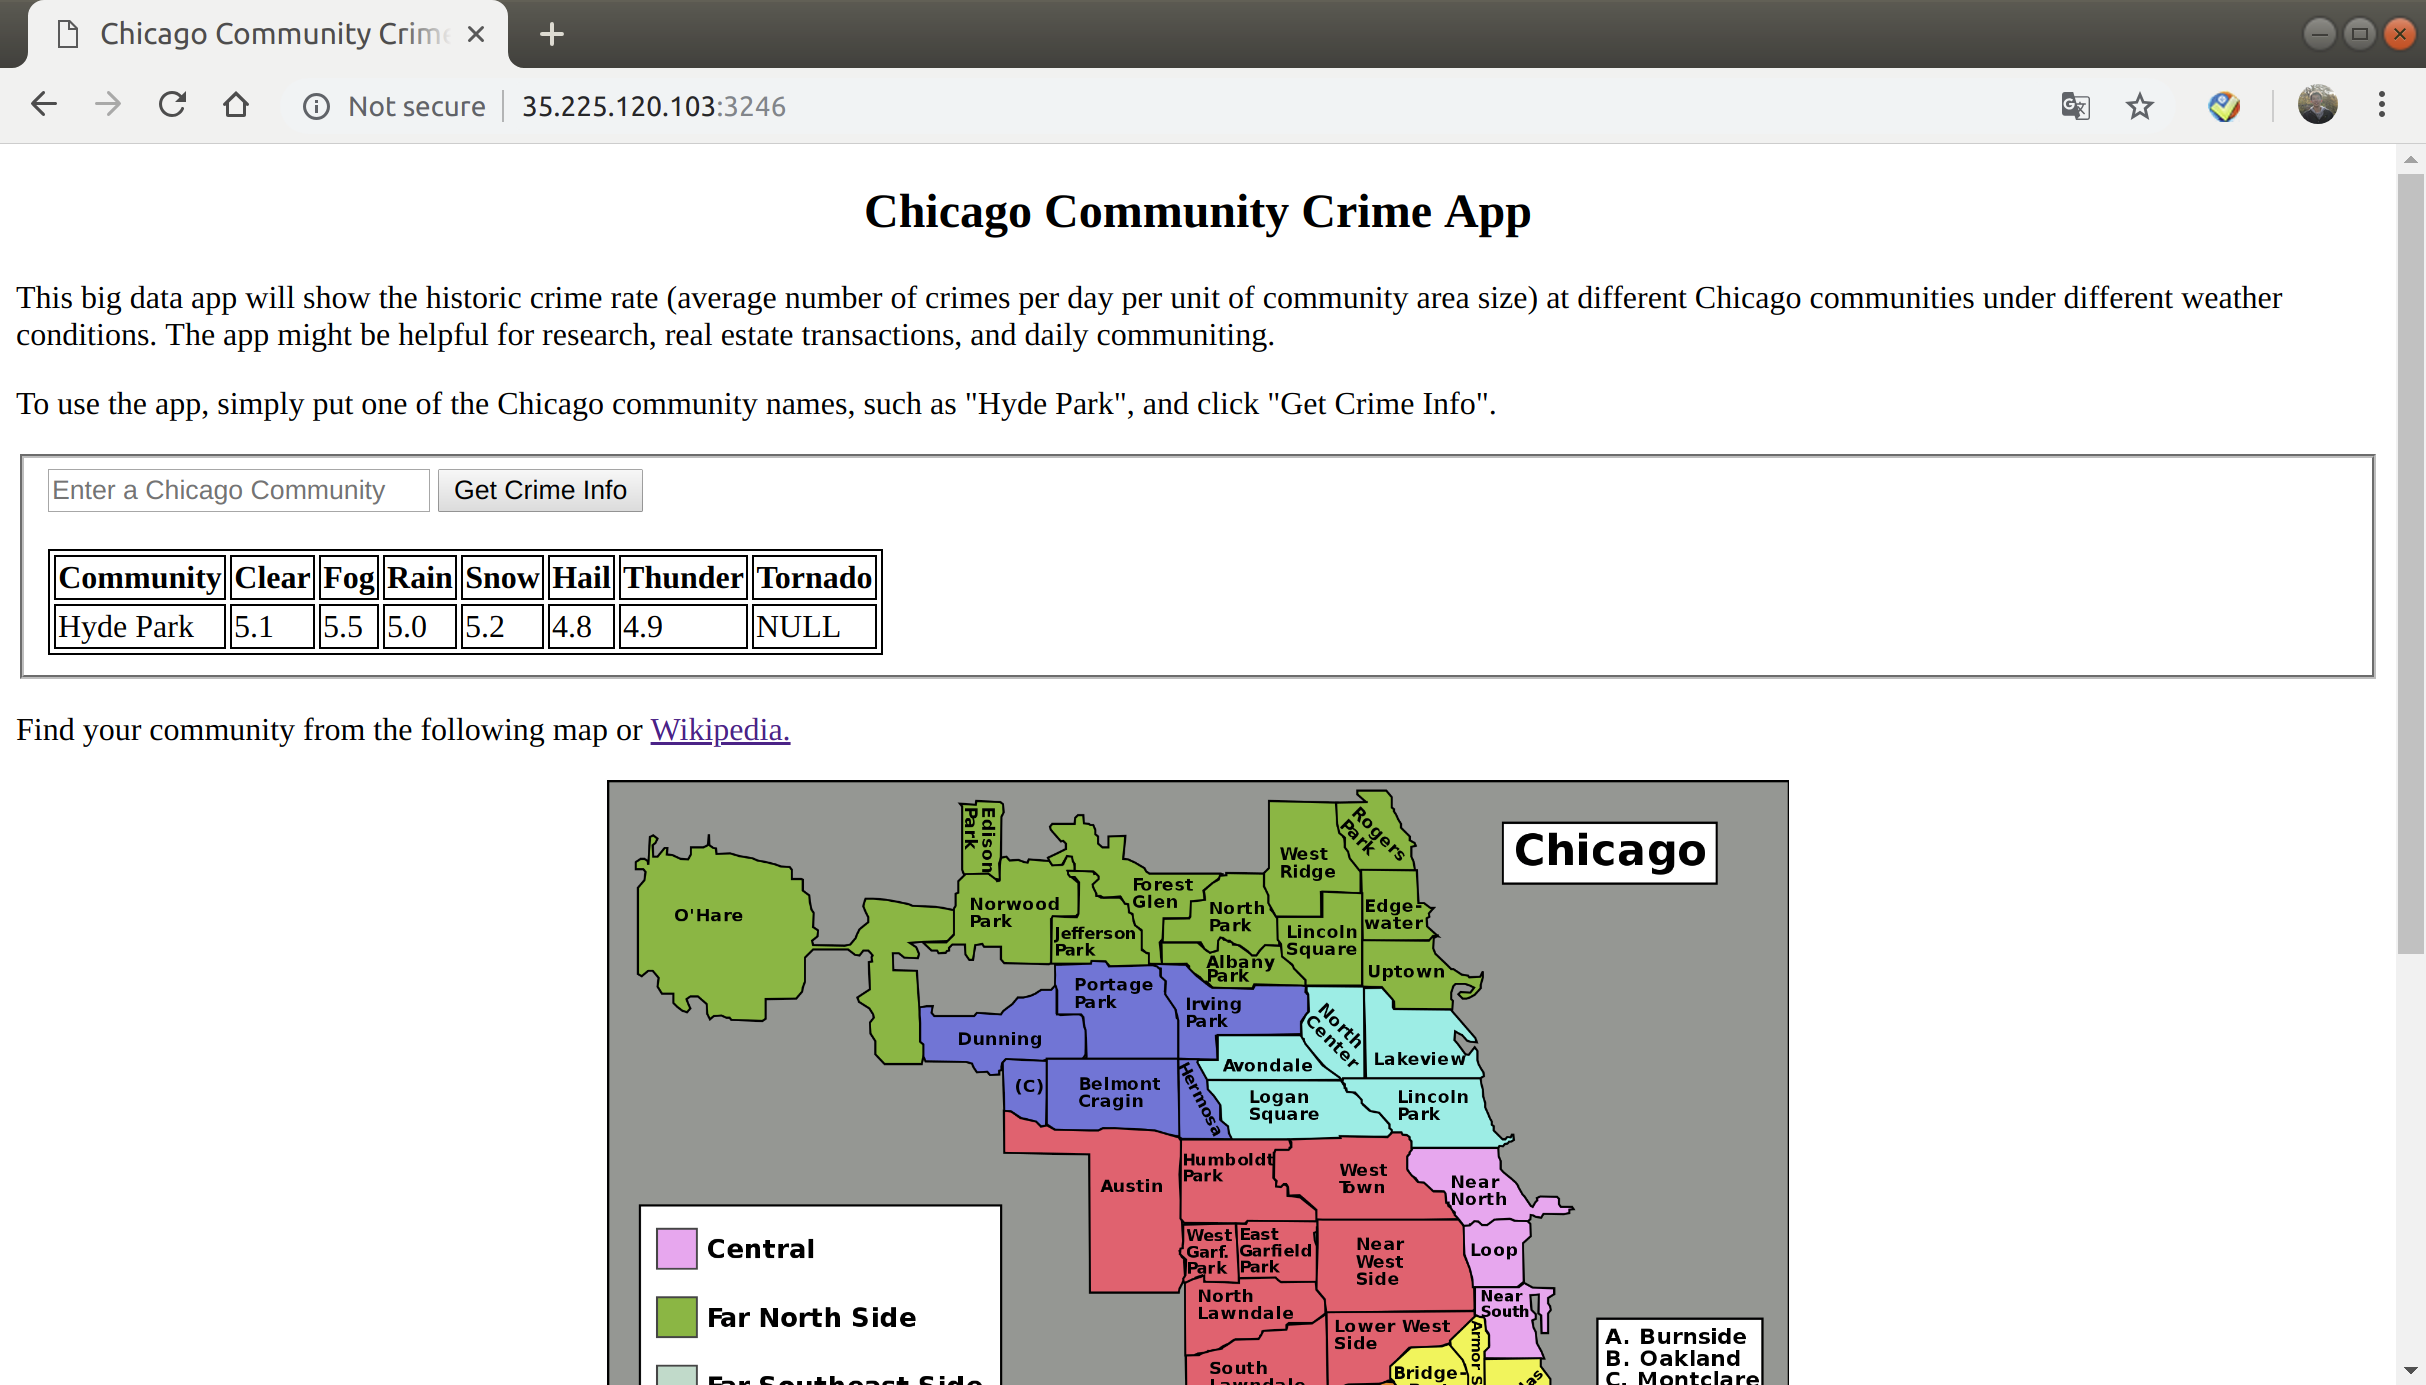 Chicago Community Crime
Not secure 35.225.120.103:3246
Chicago Community Crime App
This big data app will show the historic crime rate (average number of crimes per day per unit of community area size) at different Chicago communities under different weather
conditions. The app might be helpful for research, real estate transactions, and daily communiting.
To use the app, simply put one of the Chicago community names, such as "Hyde Park", and click "Get Crime Info".
Enter a Chicago Community Get Crime Info
Community Clear Fog Rain Snow Hail Thunder Tornado
Hyde Park 5.1 5.5 5.0 5.2 4.8 4.9 NULL
Find your community from the following map or Wikipedia.
Chicago
Edison
Park
Rogers
Park
West
Ridge
O'Hare
Norwood
Park
Forest
Glen
North
Park
Edge-
water
Jefferson
Park
Lincoln
Square
Albany
Park
Uptown
Portage
Park
Irving
Park
North
Center
Dunning
Avondale
Lakeview
(C)
Belmont
Cragin
Hermosa
Logan
Square
Lincoln
Park
Austin
Humboldt
Park
West
Town
Near
North
West
Garf.
Park
East
Garfield
Park
Near
West
Side
Loop
North
Lawndale
Near
South
Lower West
Side
Armor S
South
Lawndale
Bridge-
Central
Far North Side
Far Southeast Side
A. Burnside
B. Oakland
C. Montclare